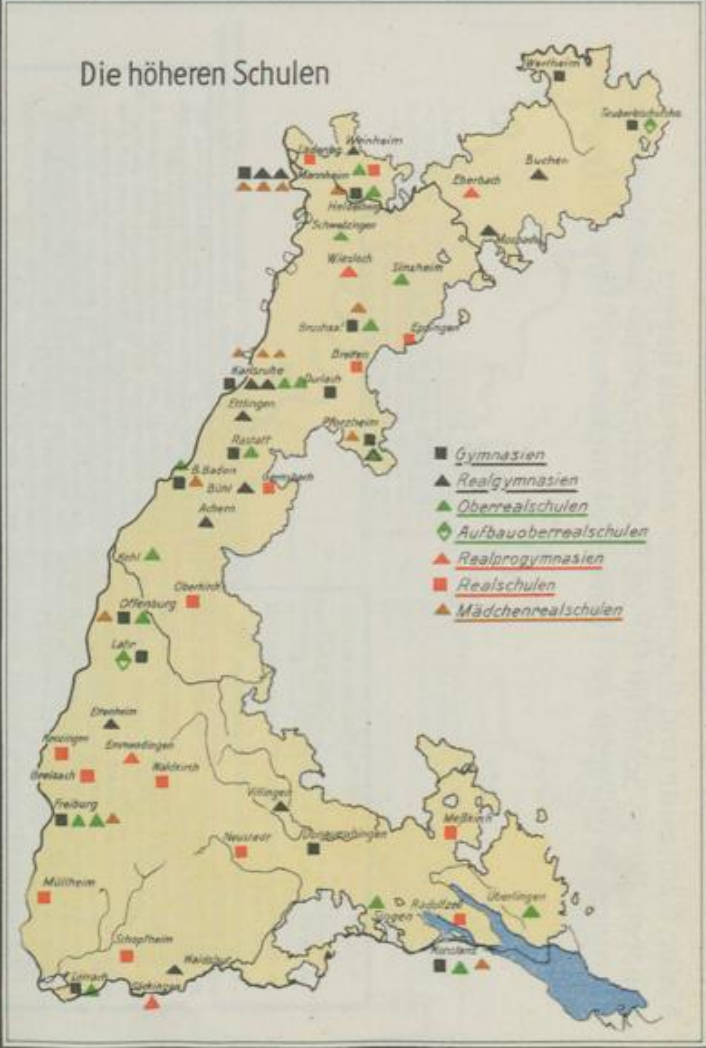 Die höheren Schulen
Wertheim
Tauberbischofsh.
Weinheim
Ladenbg.
Mannheim
Buchen
Eberbach
Heidelberg
Schwetzingen
Mosbach
Wiesloch
Sinsheim
Bruchsal
Eppingen
Bretten
Karlsruhe
Durlach
Ettlingen
Pforzheim
Rastatt
B.Baden
Gernsbach
Bühl
Achern
Kehl
Oberkirch
Offenburg
Lahr
Gymnasien
Realgymnasien
Oberrealschulen
Aufbauoberrealschulen
Realprogymnasien
Realschulen
Mädchenrealschulen
Ettenheim
Kenzingen
Emmendingen
Breisach
Waldkirch
Freiburg
Villingen
Meßkirch
Neustadt
Donaueschingen
Müllheim
Überlingen
Radolfzell
Singen
Schopfheim
Konstanz
Waldshut
Lörrach
Säckingen